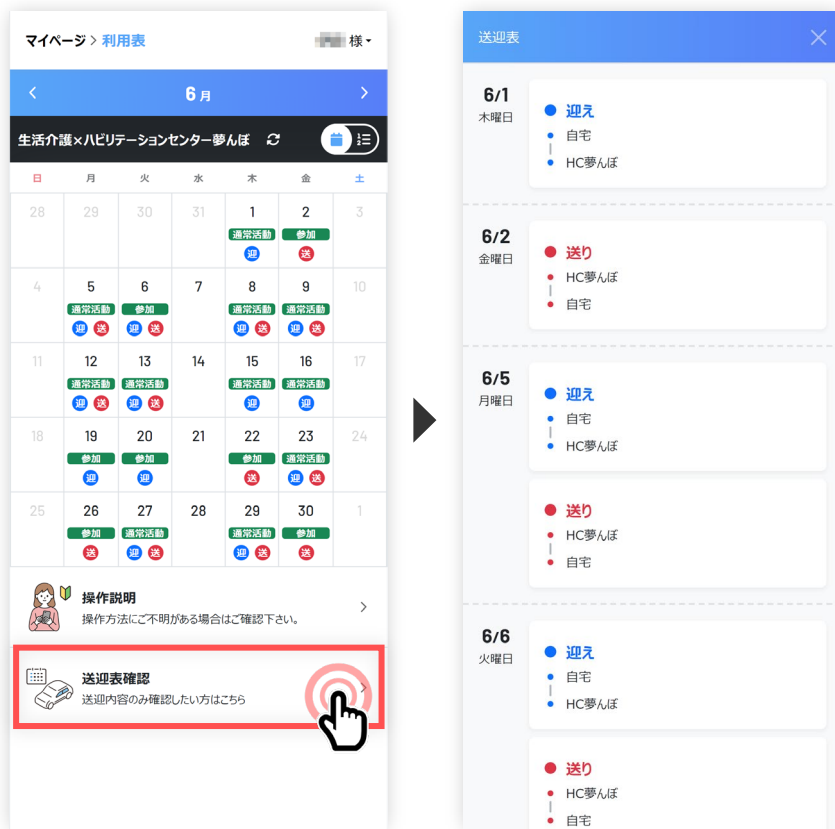 マイページ > 利用表
様
6月
生活介護×ハビリテーションセンター夢んぼ
日 月 火 水 木 金 土
28 29 30 31 1 2 3
通常活動 参加
迎 送
4 5 6 7 8 9 10
通常活動 参加 通常活動 通常活動
迎 送 迎 送 迎 送 迎 送
11 12 13 14 15 16 17
通常活動 通常活動 通常活動 通常活動
迎 送 迎 送 迎 迎
18 19 20 21 22 23 24
参加 参加 参加 通常活動
迎 迎 送 迎 送
25 26 27 28 29 30 1
参加 通常活動 通常活動 参加
送 迎 送 迎 送 送
操作説明
操作方法にご不明がある場合はご確認下さい。
送迎表確認
送迎内容のみ確認したい方はこちら
送迎表
6/1
木曜日
迎え
自宅
HC夢んぼ
6/2
金曜日
送り
HC夢んぼ
自宅
6/5
月曜日
迎え
自宅
HC夢んぼ
送り
HC夢んぼ
自宅
6/6
火曜日
迎え
自宅
HC夢んぼ
送り
HC夢んぼ
自宅